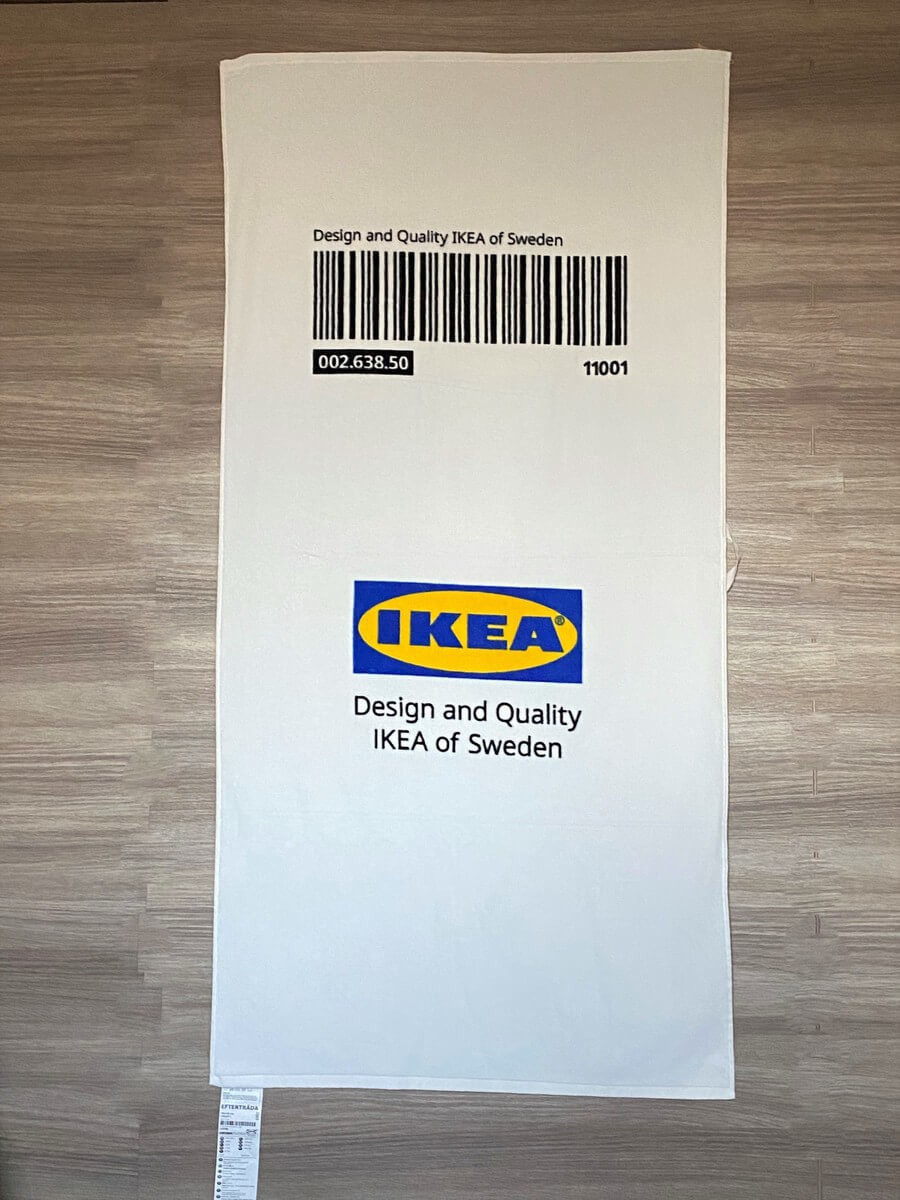 Design and Quality IKEA of Sweden
002.638.50
11001
IKEA®
Design and Quality
IKEA of Sweden
EFTERTRÄDA